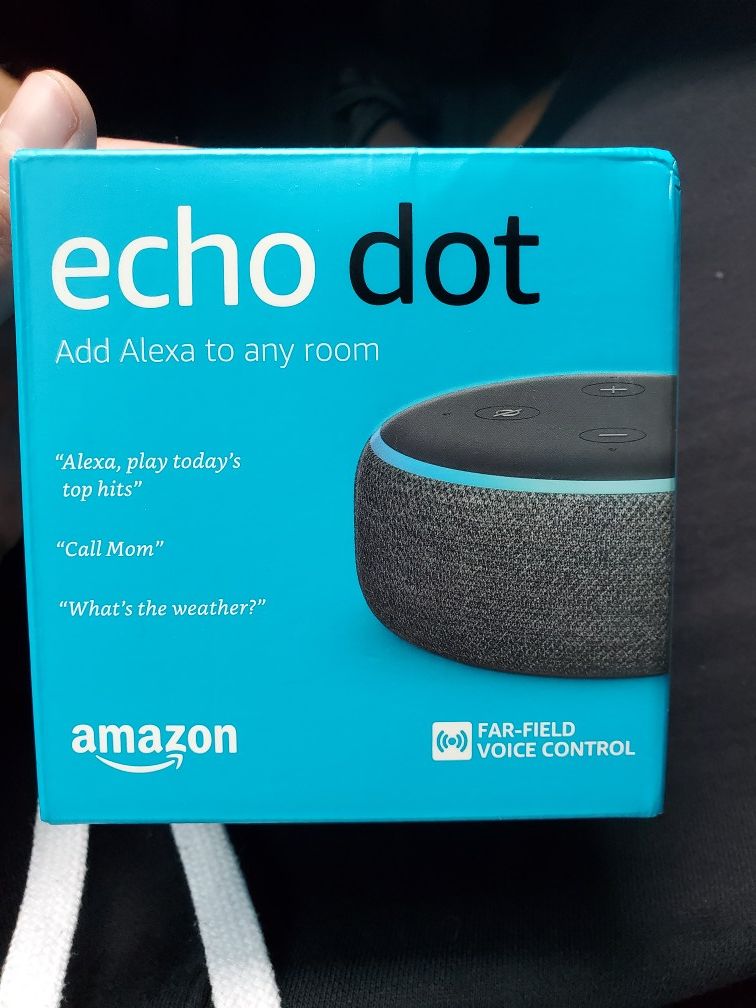 echo dot
Add Alexa to any room
“Alexa, play today’s
top hits”
“Call Mom”
“What’s the weather?”
amazon
FAR-FIELD
VOICE CONTROL